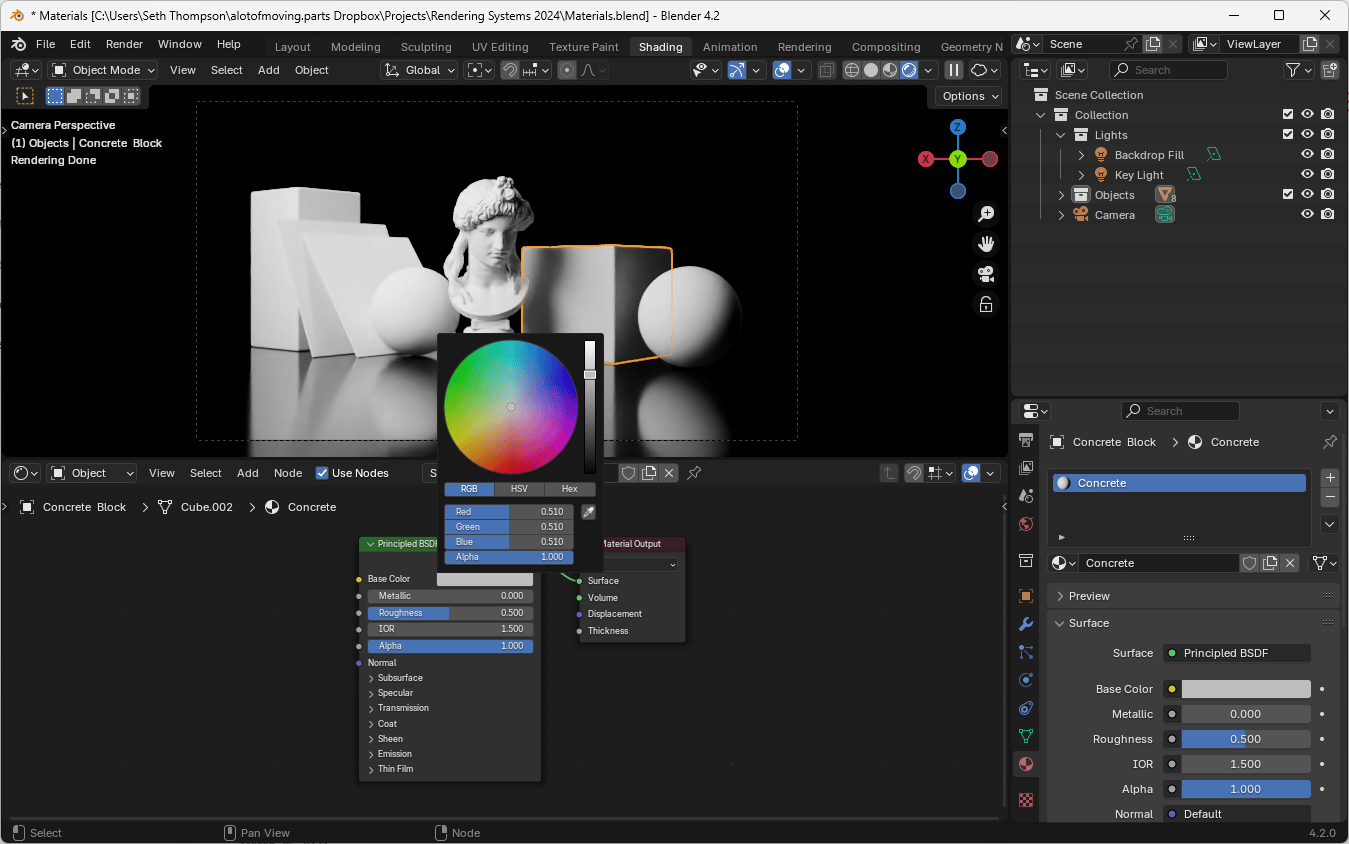 * Materials [C:\Users\Seth Thompson\alotofmoving.parts Dropbox\Projects\Rendering Systems 2024\Materials.blend] - Blender 4.2
File Edit Render Window Help Layout Modeling Sculpting UV Editing Texture Paint Shading Animation Rendering Compositing Geometry N Scene ViewLayer
Object Mode View Select Add Object Global Search
Options
Camera Perspective
(1) Objects | Concrete Block
Rendering Done
Z
X
Y
Scene Collection
Collection
Lights
Backdrop Fill
Key Light
Objects 8
Camera
RGB HSV Hex
Red 0.510
Green 0.510
Blue 0.510
Alpha 1.000
Object View Select Add Node Use Nodes S
Concrete Block Cube.002 Concrete
Principled BSDF
Base Color
Metallic 0.000
Roughness 0.500
IOR 1.500
Alpha 1.000
Normal
Subsurface
Specular
Transmission
Coat
Sheen
Emission
Thin Film
Material Output
Surface
Volume
Displacement
Thickness
Search
Concrete Block Concrete
Concrete
Concrete
Preview
Surface
Surface Principled BSDF
Base Color
Metallic 0.000
Roughness 0.500
IOR 1.500
Alpha 1.000
Normal Default
Select Pan View Node 4.2.0